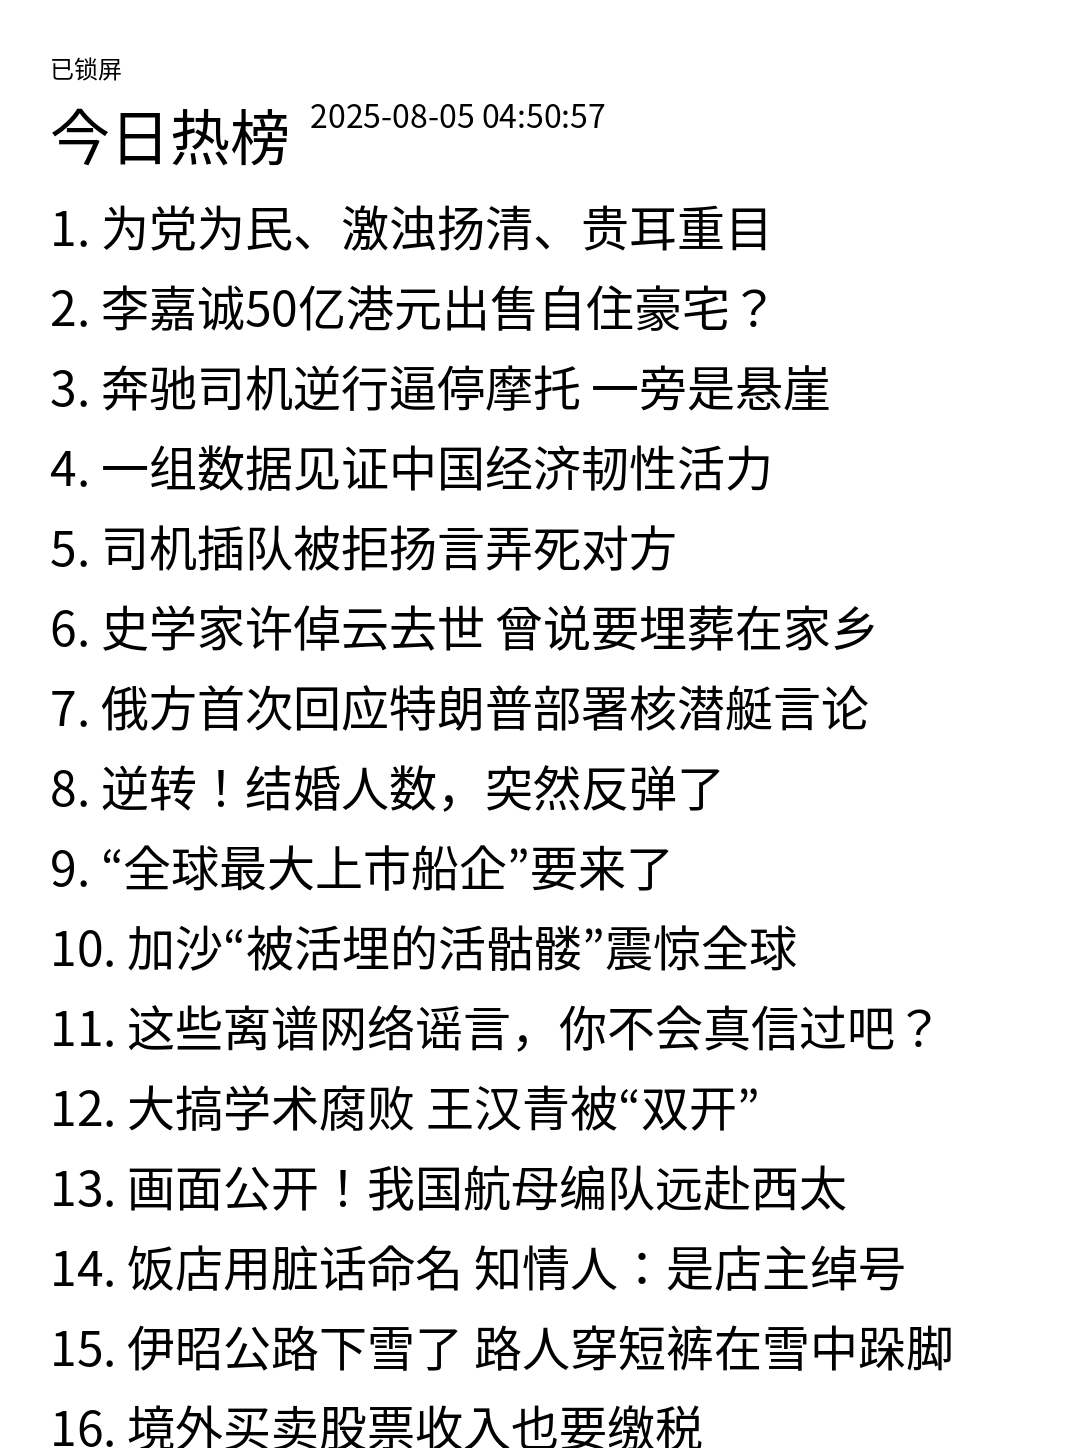 已锁屏
今日热榜 2025-08-05 04:50:57
1. 为党为民、激浊扬清、贵耳重目
2. 李嘉诚50亿港元出售自住豪宅？
3. 奔驰司机逆行逼停摩托 一旁是悬崖
4. 一组数据见证中国经济韧性活力
5. 司机插队被拒扬言弄死对方
6. 史学家许倬云去世 曾说要埋葬在家乡
7. 俄方首次回应特朗普部署核潜艇言论
8. 逆转！结婚人数，突然反弹了
9. “全球最大上市船企”要来了
10. 加沙“被活埋的活骷髅”震惊全球
11. 这些离谱网络谣言，你不会真信过吧？
12. 大搞学术腐败 王汉青被“双开”
13. 画面公开！我国航母编队远赴西太
14. 饭店用脏话命名 知情人：是店主绰号
15. 伊昭公路下雪了 路人穿短裤在雪中跺脚
16. 境外买卖股票收入也要缴税